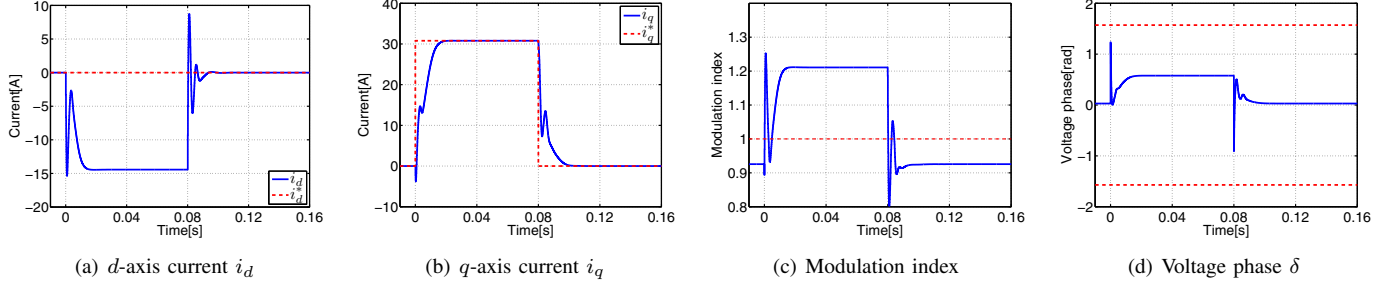 10
5
0
−5
−10
−15
−20
Current[A]
0
0.04
0.08
0.12
0.16
Time[s]
i_d
i_d^*
(a) d-axis current i_d
40
30
20
10
0
−10
Current[A]
0
0.04
0.08
0.12
0.16
Time[s]
i_q
i_q^*
(b) q-axis current i_q
1.3
1.2
1.1
1
0.9
0.8
Modulation index
0
0.04
0.08
0.12
0.16
Time[s]
(c) Modulation index
2
1
0
−1
−2
Voltage phase[rad]
0
0.04
0.08
0.12
0.16
Time[s]
(d) Voltage phase δ